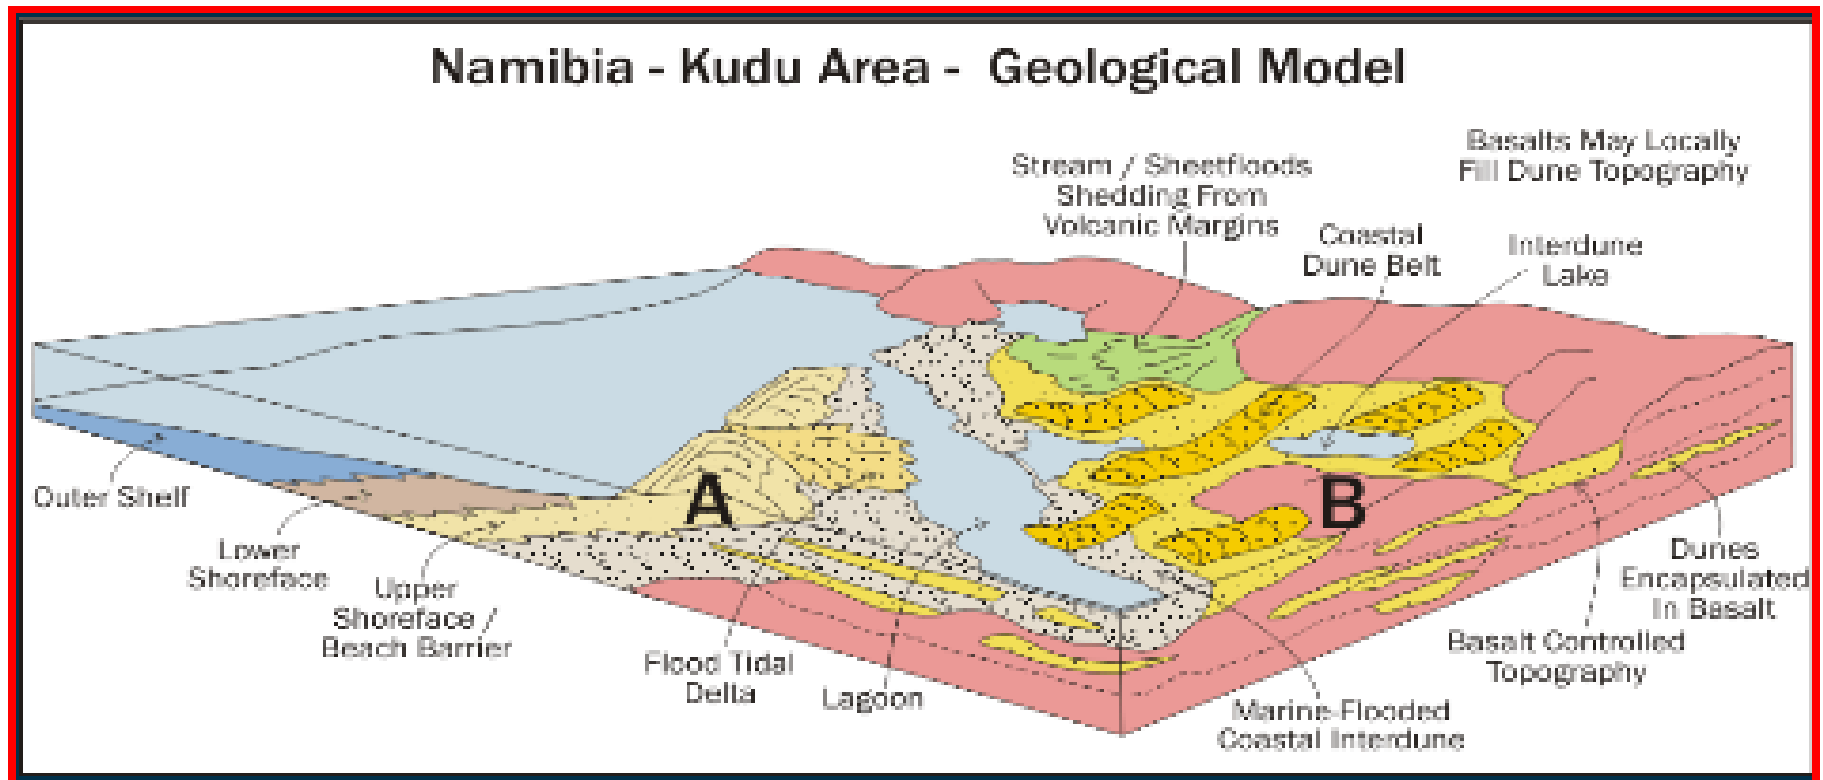 Namibia - Kudu Area - Geological Model
Basalts May Locally
Fill Dune Topography
Stream / Sheetfloods
Shedding From
Volcanic Margins
Coastal
Dune Belt
Interdune
Lake
A
B
Outer Shelf
Lower
Shoreface
Upper
Shoreface /
Beach Barrier
Flood Tidal
Delta
Lagoon
Marine-Flooded
Coastal Interdune
Basalt Controlled
Topography
Dunes
Encapsulated
In Basalt